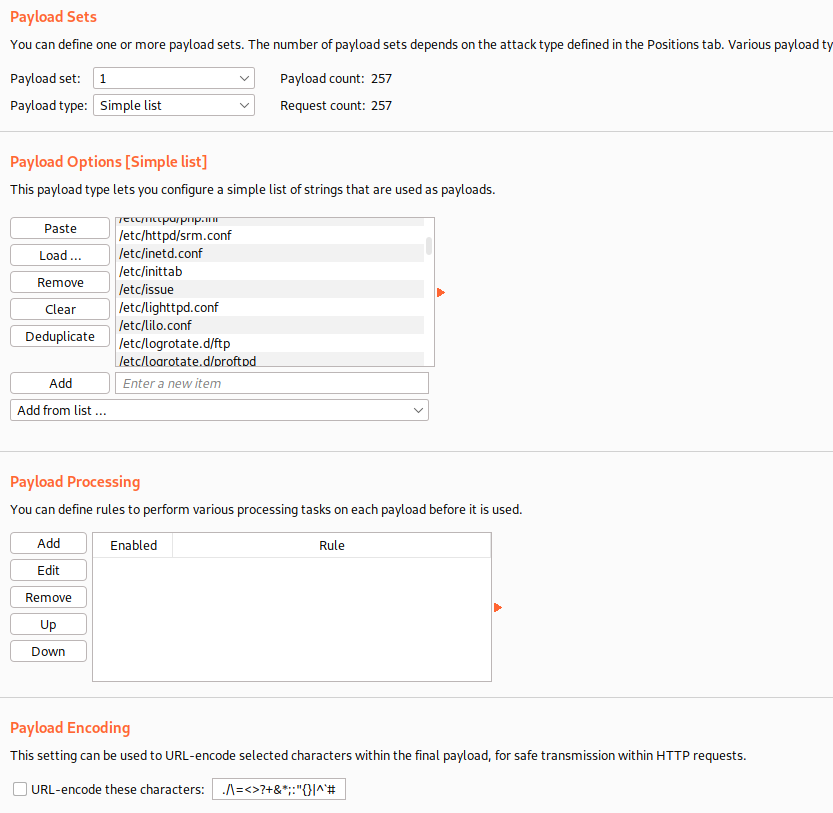 Payload Sets
You can define one or more payload sets. The number of payload sets depends on the attack type defined in the Positions tab. Various payload ty
Payload set: 1 Payload count: 257
Payload type: Simple list Request count: 257
Payload Options [Simple list]
This payload type lets you configure a simple list of strings that are used as payloads.
Paste
Load ...
Remove
Clear
Deduplicate
/etc/httpd/php.ini
/etc/httpd/srm.conf
/etc/inetd.conf
/etc/inittab
/etc/issue
/etc/lighttpd.conf
/etc/lilo.conf
/etc/logrotate.d/ftp
/etc/logrotate.d/proftpd
Add Enter a new item
Add from list ...
Payload Processing
You can define rules to perform various processing tasks on each payload before it is used.
Add
Edit
Remove
Up
Down
Enabled Rule
Payload Encoding
This setting can be used to URL-encode selected characters within the final payload, for safe transmission within HTTP requests.
URL-encode these characters: ./\=<>?+&*;:"{}|^`#